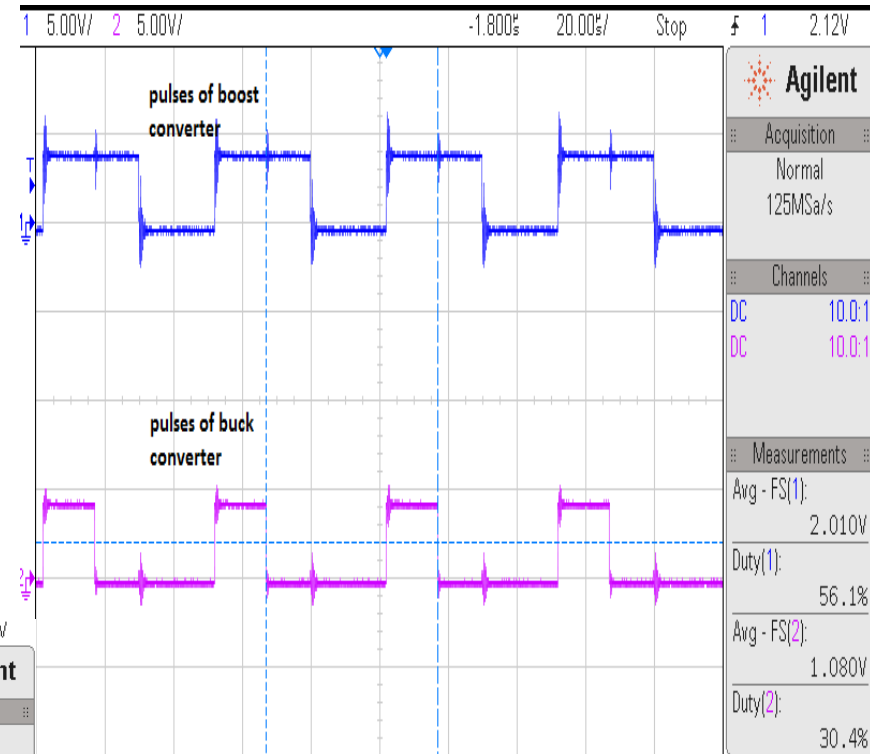 1 5.00V/ 2 5.00V/ -1.800s 20.00s/ Stop 1 2.12V
pulses of boost
converter
pulses of buck
converter
T
1
2
Agilent
Acquisition
Normal
125MSa/s
Channels
DC 10.0:1
DC 10.0:1
Measurements
Avg - FS(1):
2.010V
Duty(1):
56.1%
Avg - FS(2):
1.080V
Duty(2):
30.4%
V
nt